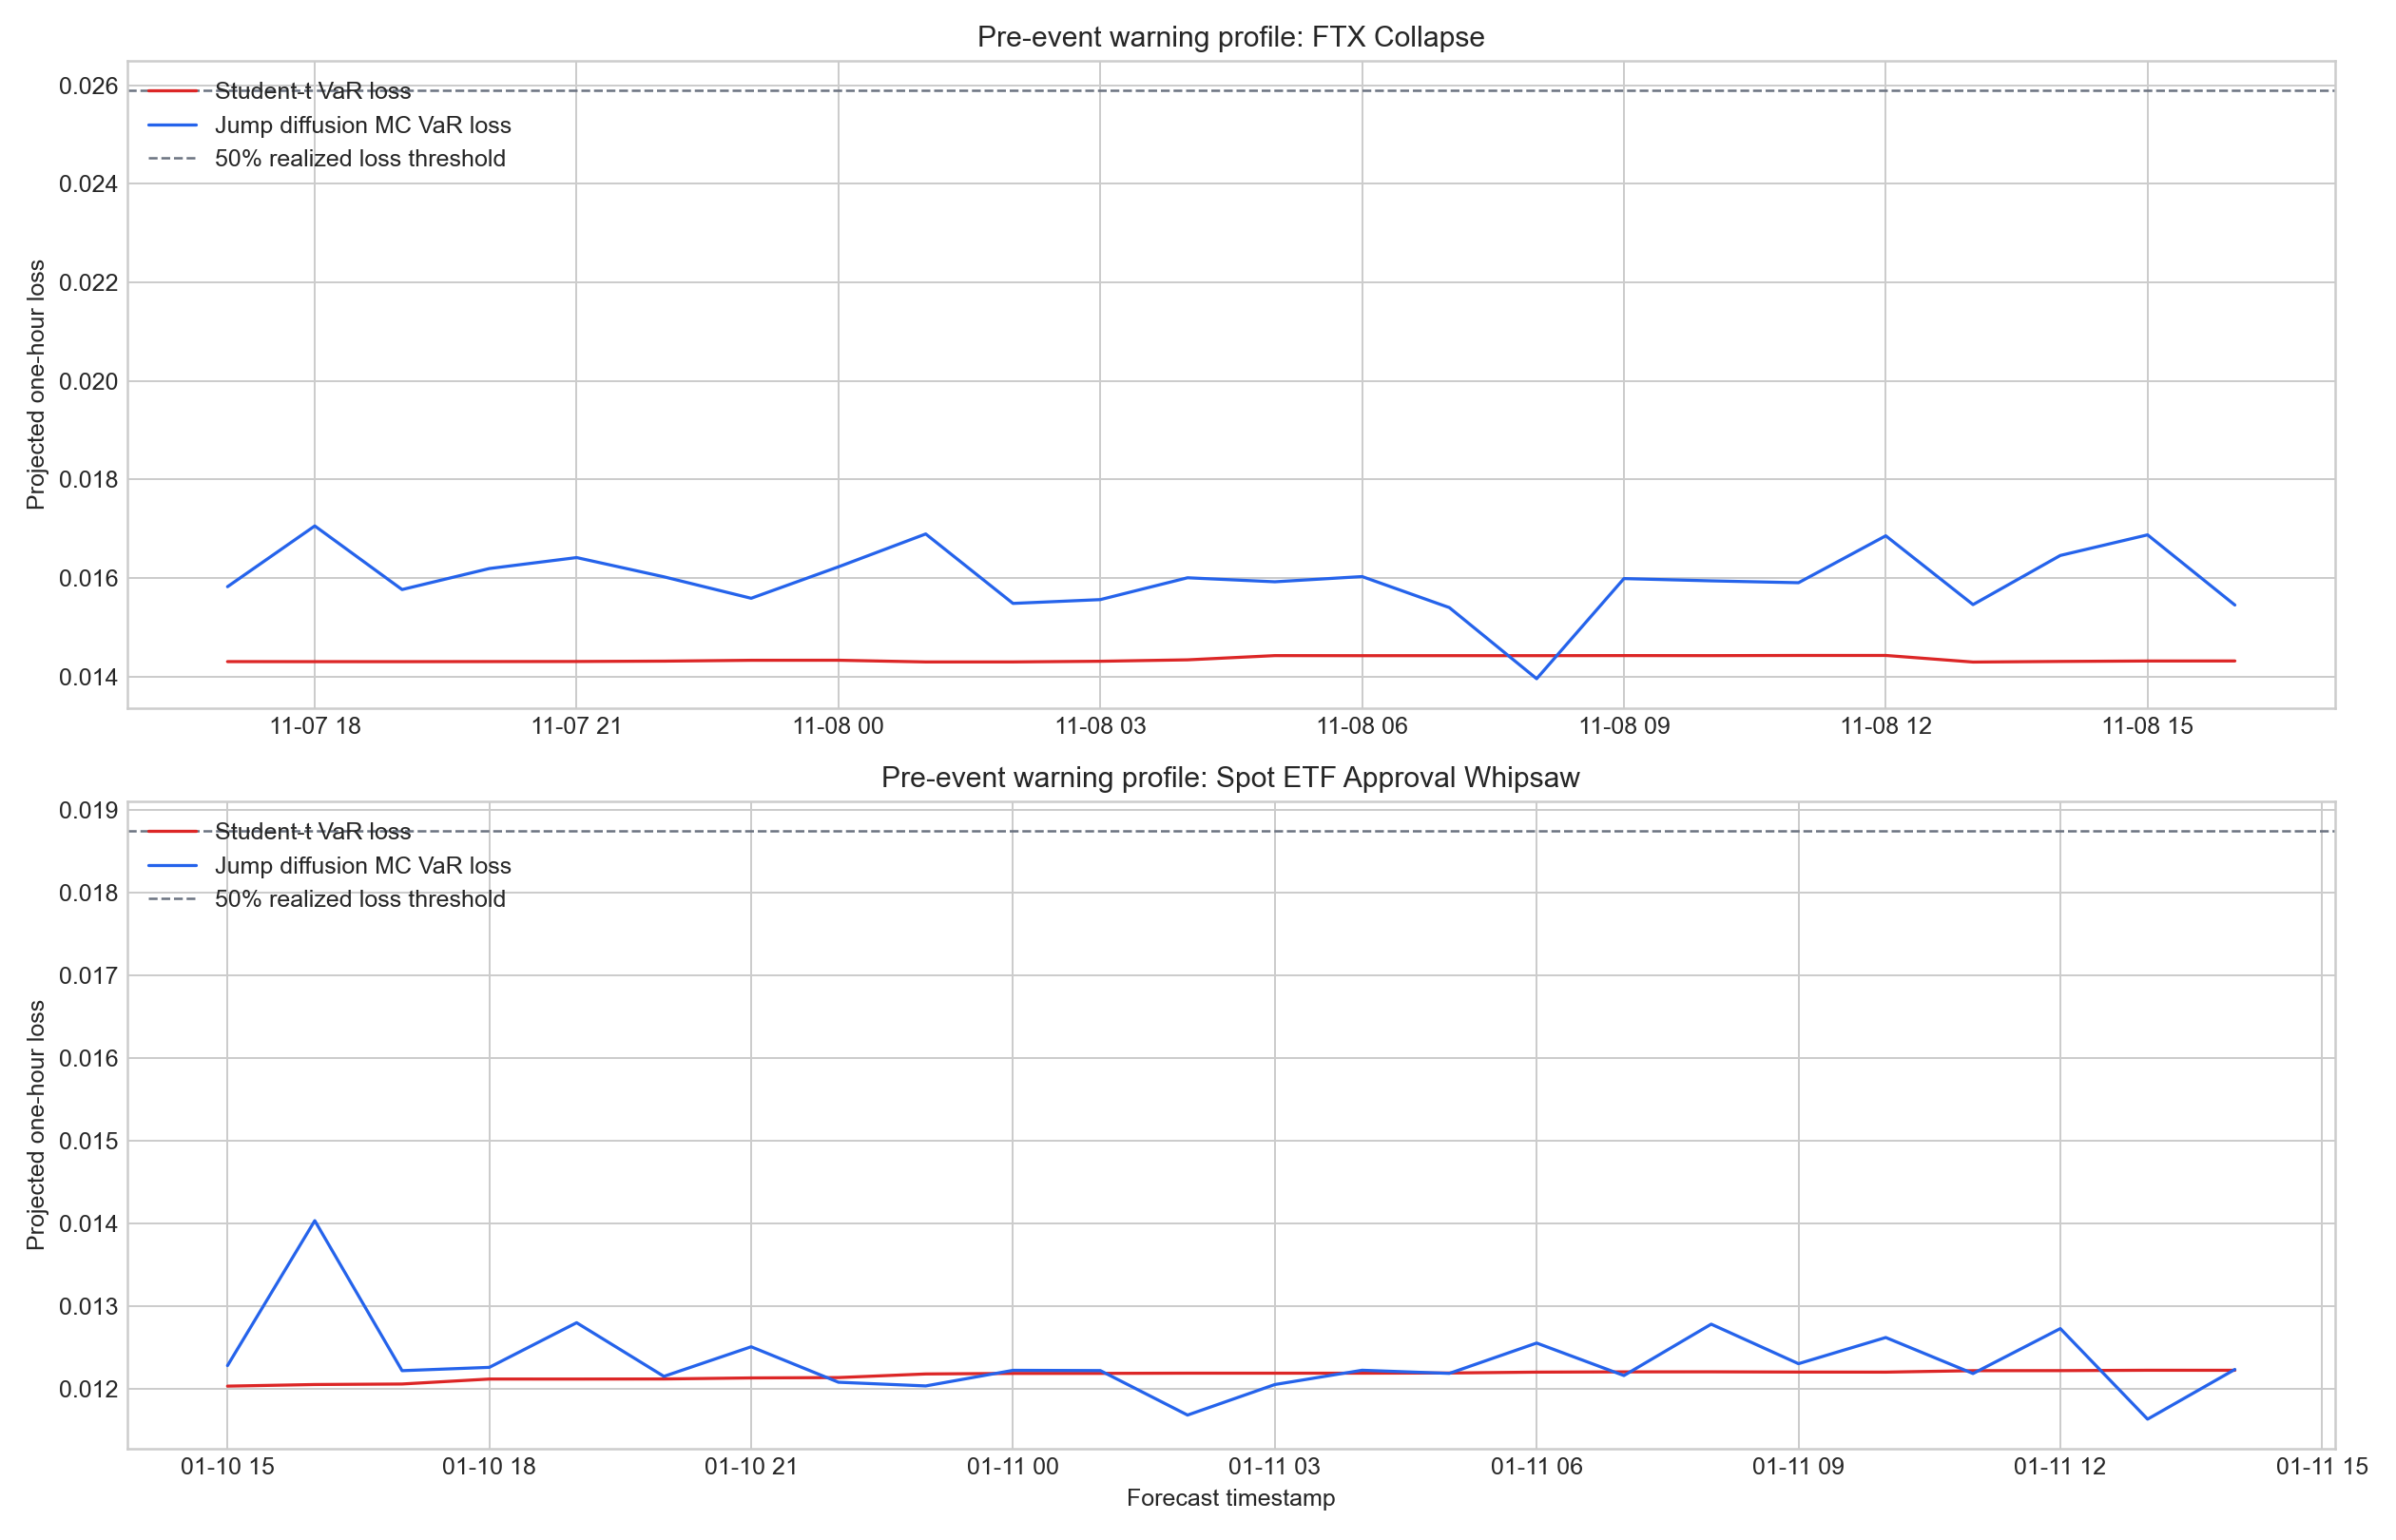 Pre-event warning profile: FTX Collapse
Projected one-hour loss
0.026
0.024
0.022
0.020
0.018
0.016
0.014
Student-t VaR loss
Jump diffusion MC VaR loss
50% realized loss threshold
11-07 18 11-07 21 11-08 00 11-08 03 11-08 06 11-08 09 11-08 12 11-08 15
Pre-event warning profile: Spot ETF Approval Whipsaw
Projected one-hour loss
0.019
0.018
0.017
0.016
0.015
0.014
0.013
0.012
Student-t VaR loss
Jump diffusion MC VaR loss
50% realized loss threshold
01-10 15 01-10 18 01-10 21 01-11 00 01-11 03 01-11 06 01-11 09 01-11 12 01-11 15
Forecast timestamp